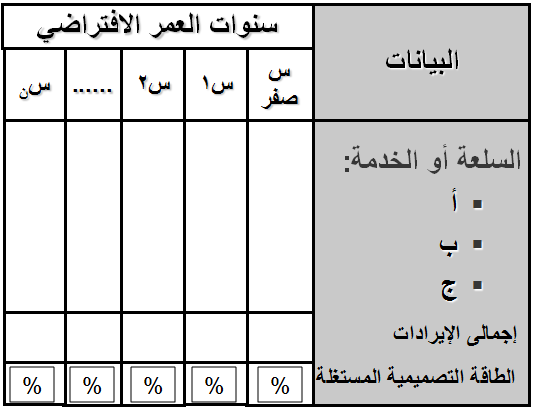 البيانات
سنوات العمر الافتراضي
س صفر
س١
س٢
......
سن
السلعة أو الخدمة:
▪ أ
▪ ب
▪ ج
إجمالى الإيرادات
الطاقة التصميمية المستغلة
% % % % %